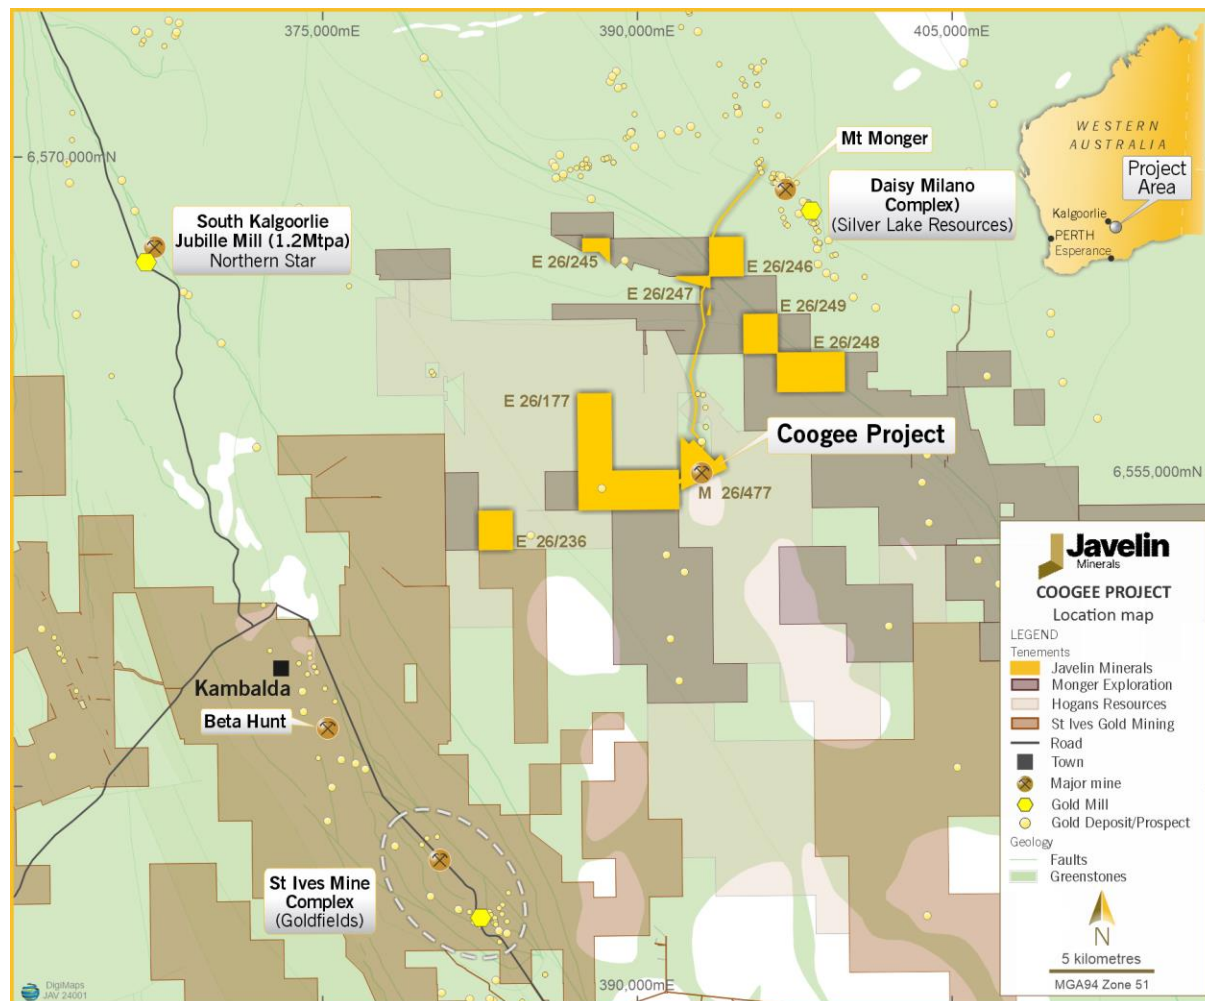 375,000mE
390,000mE
405,000mE
6,570,000mN
Mt Monger
Daisy Milano
Complex)
(Silver Lake Resources)
WESTERN
AUSTRALIA
Project
Area
Kalgoorlie
PERTH
Esperance
South Kalgoorlie
Jubille Mill (1.2Mtpa)
Northern Star
E 26/245
E 26/246
E 26/247
E 26/249
E 26/248
E 26/177
Coogee Project
6,555,000mN
M 26/477
E 26/236
Kambalda
Beta Hunt
St Ives Mine
Complex
(Goldfields)
390,000mE
DigiMaps
JAV 24001
Javelin
Minerals
COOGEE PROJECT
Location map
LEGEND
Tenements
Javelin Minerals
Monger Exploration
Hogans Resources
St Ives Gold Mining
Road
Town
Major mine
Gold Mill
Gold Deposit/Prospect
Geology
Faults
Greenstones
N
5 kilometres
MGA94 Zone 51